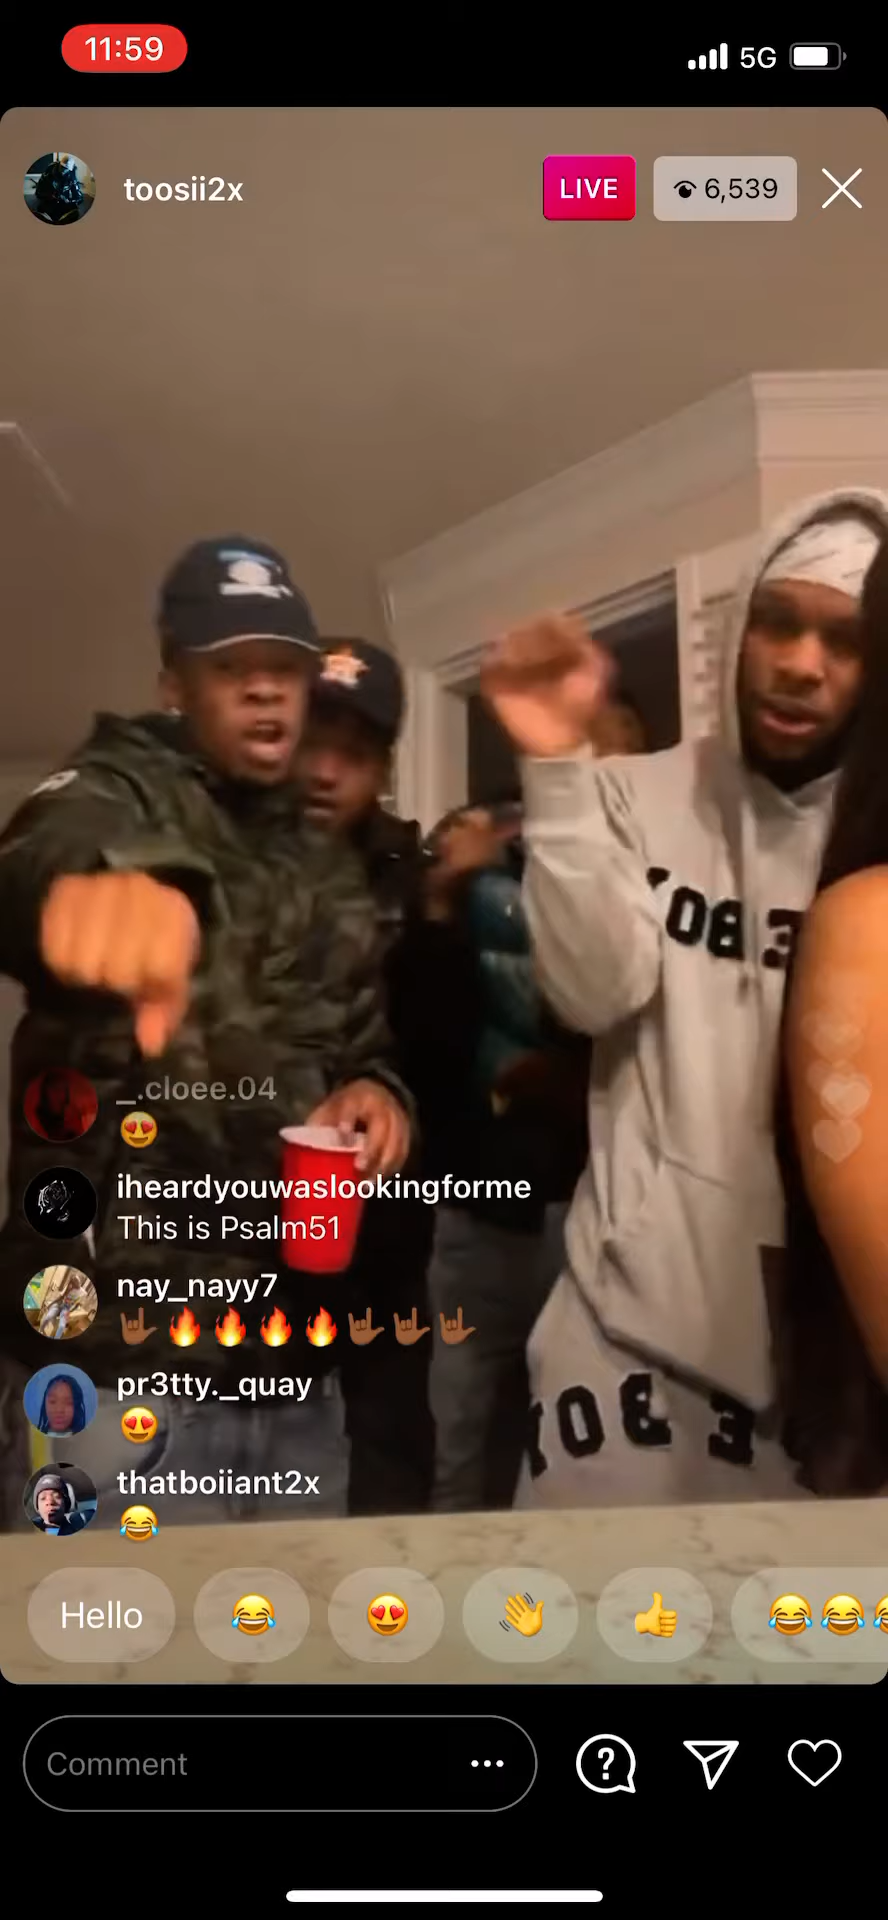 11:59
5G
toosii2x
LIVE
6,539
_.cloee.04
😍
iheardyouwaslookingforme
This is Psalm51
nay_nayy7
🤟🏾🔥🔥🔥🔥🤟🏾🤟🏾🤟🏾
pr3tty._quay
😍
thatboiiant2x
😂
Hello 😂 😍 👋 👍 😂😂😂
Comment